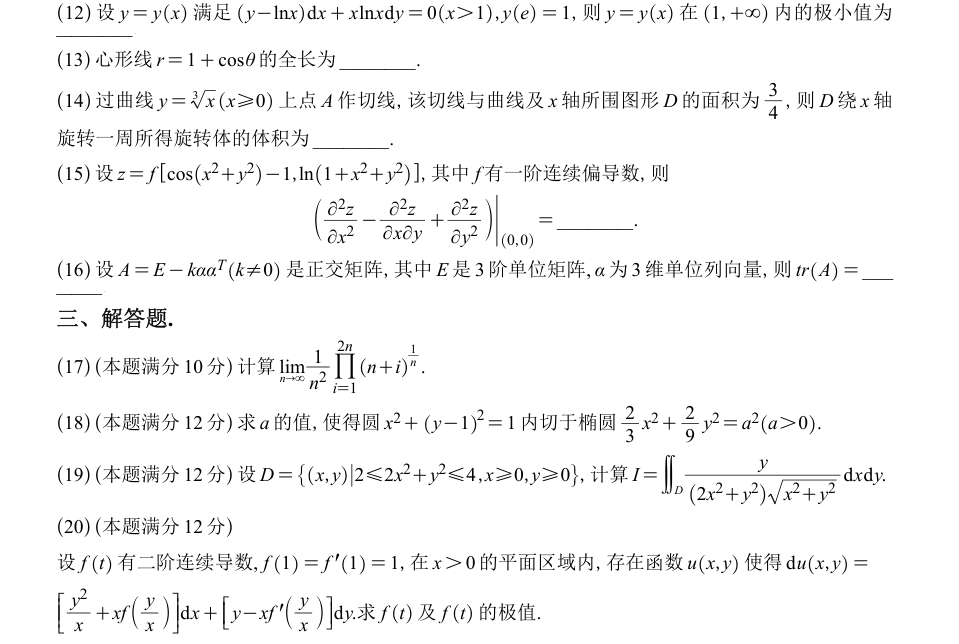 (12) 设 y=y(x) 满足 (y−lnx)dx+xlnxdy=0(x>1),y(e)=1, 则 y=y(x) 在 (1,+∞) 内的极小值为
________
(13) 心形线 r=1+cosθ 的全长为 ________.
(14) 过曲线 y=∛x (x⩾0) 上点 A 作切线, 该切线与曲线及 x 轴所围图形 D 的面积为 3/4, 则 D 绕 x 轴
旋转一周所得旋转体的体积为 ________.
(15) 设 z=f[cos(x²+y²)−1,ln(1+x²+y²)], 其中 f 有一阶连续偏导数, 则
(∂²z/∂x² − ∂²z/∂x∂y + ∂²z/∂y²)|(0,0) = ________.
(16) 设 A=E−kαα^T(k≠0) 是正交矩阵, 其中 E 是 3 阶单位矩阵, α 为 3 维单位列向量, 则 tr(A)= ___
_____.
三、解答题.
(17) (本题满分 10 分) 计算 lim_{n→∞} 1/n² ∏_{i=1}^{2n} (n+i)^{1/n}.
(18) (本题满分 12 分) 求 a 的值, 使得圆 x²+(y−1)²=1 内切于椭圆 2/3 x²+2/9 y²=a²(a>0).
(19) (本题满分 12 分) 设 D={(x,y)|2⩽2x²+y²⩽4,x⩾0,y⩾0}, 计算 I=∬_D y/((2x²+y²)√(x²+y²)) dxdy.
(20) (本题满分 12 分)
设 f(t) 有二阶连续导数, f(1)=f′(1)=1, 在 x>0 的平面区域内, 存在函数 u(x,y) 使得 du(x,y)=
[y²/x+xf(y/x)]dx+[y−xf′(y/x)]dy.求 f(t) 及 f(t) 的极值.